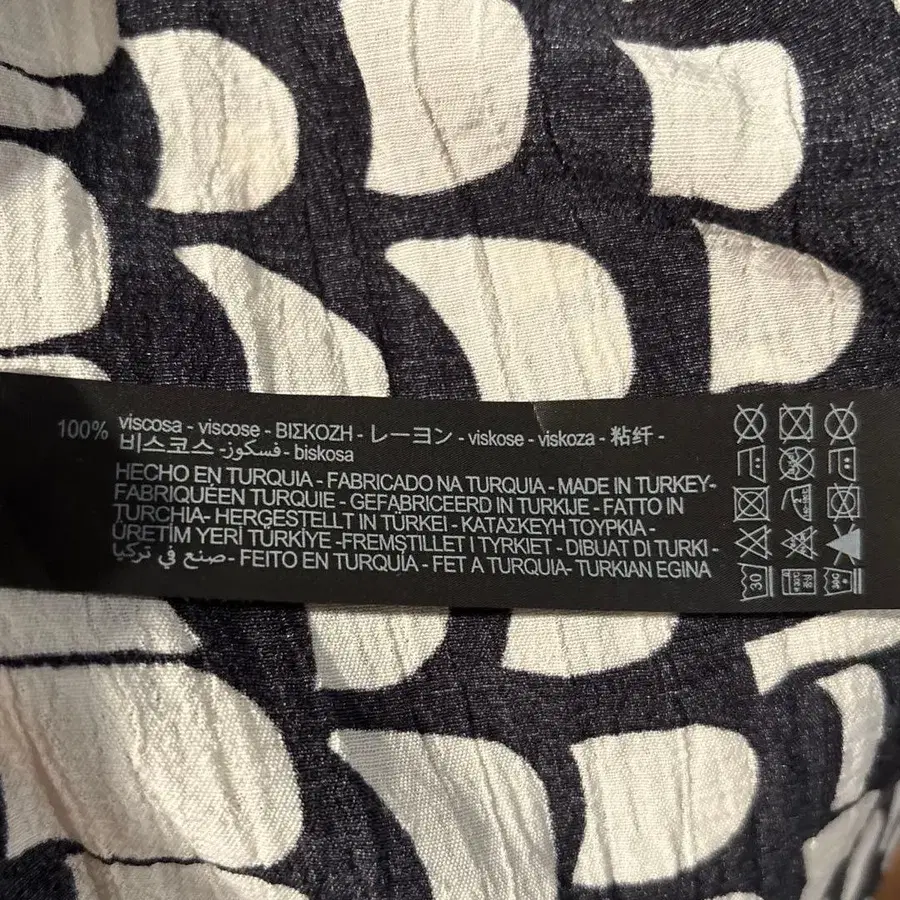 100% viscosa - viscose - ΒΙΣΚΟΖΗ - レーヨン - viskose - viskoza - 粘纤 -
비스코스 - فسكوز - biskosa
HECHO EN TURQUIA - FABRICADO NA TURQUIA - MADE IN TURKEY-
FABRIQUÉEN TURQUIE - GEFABRICEERD IN TURKIJE - FATTO IN
TURCHIA- HERGESTELLT IN TÜRKEI - ΚΑΤΑΣΚΕΥΗ ΤΟΥΡΚΙΑ -
ÜRETİM YERİ TÜRKİYE -FREMSTILLET I TYRKIET - DIBUAT DI TURKI -
صنع في تركيا - FEITO EN TURQUÍA - FET A TURQUIA- TURKIAN EGINA
30